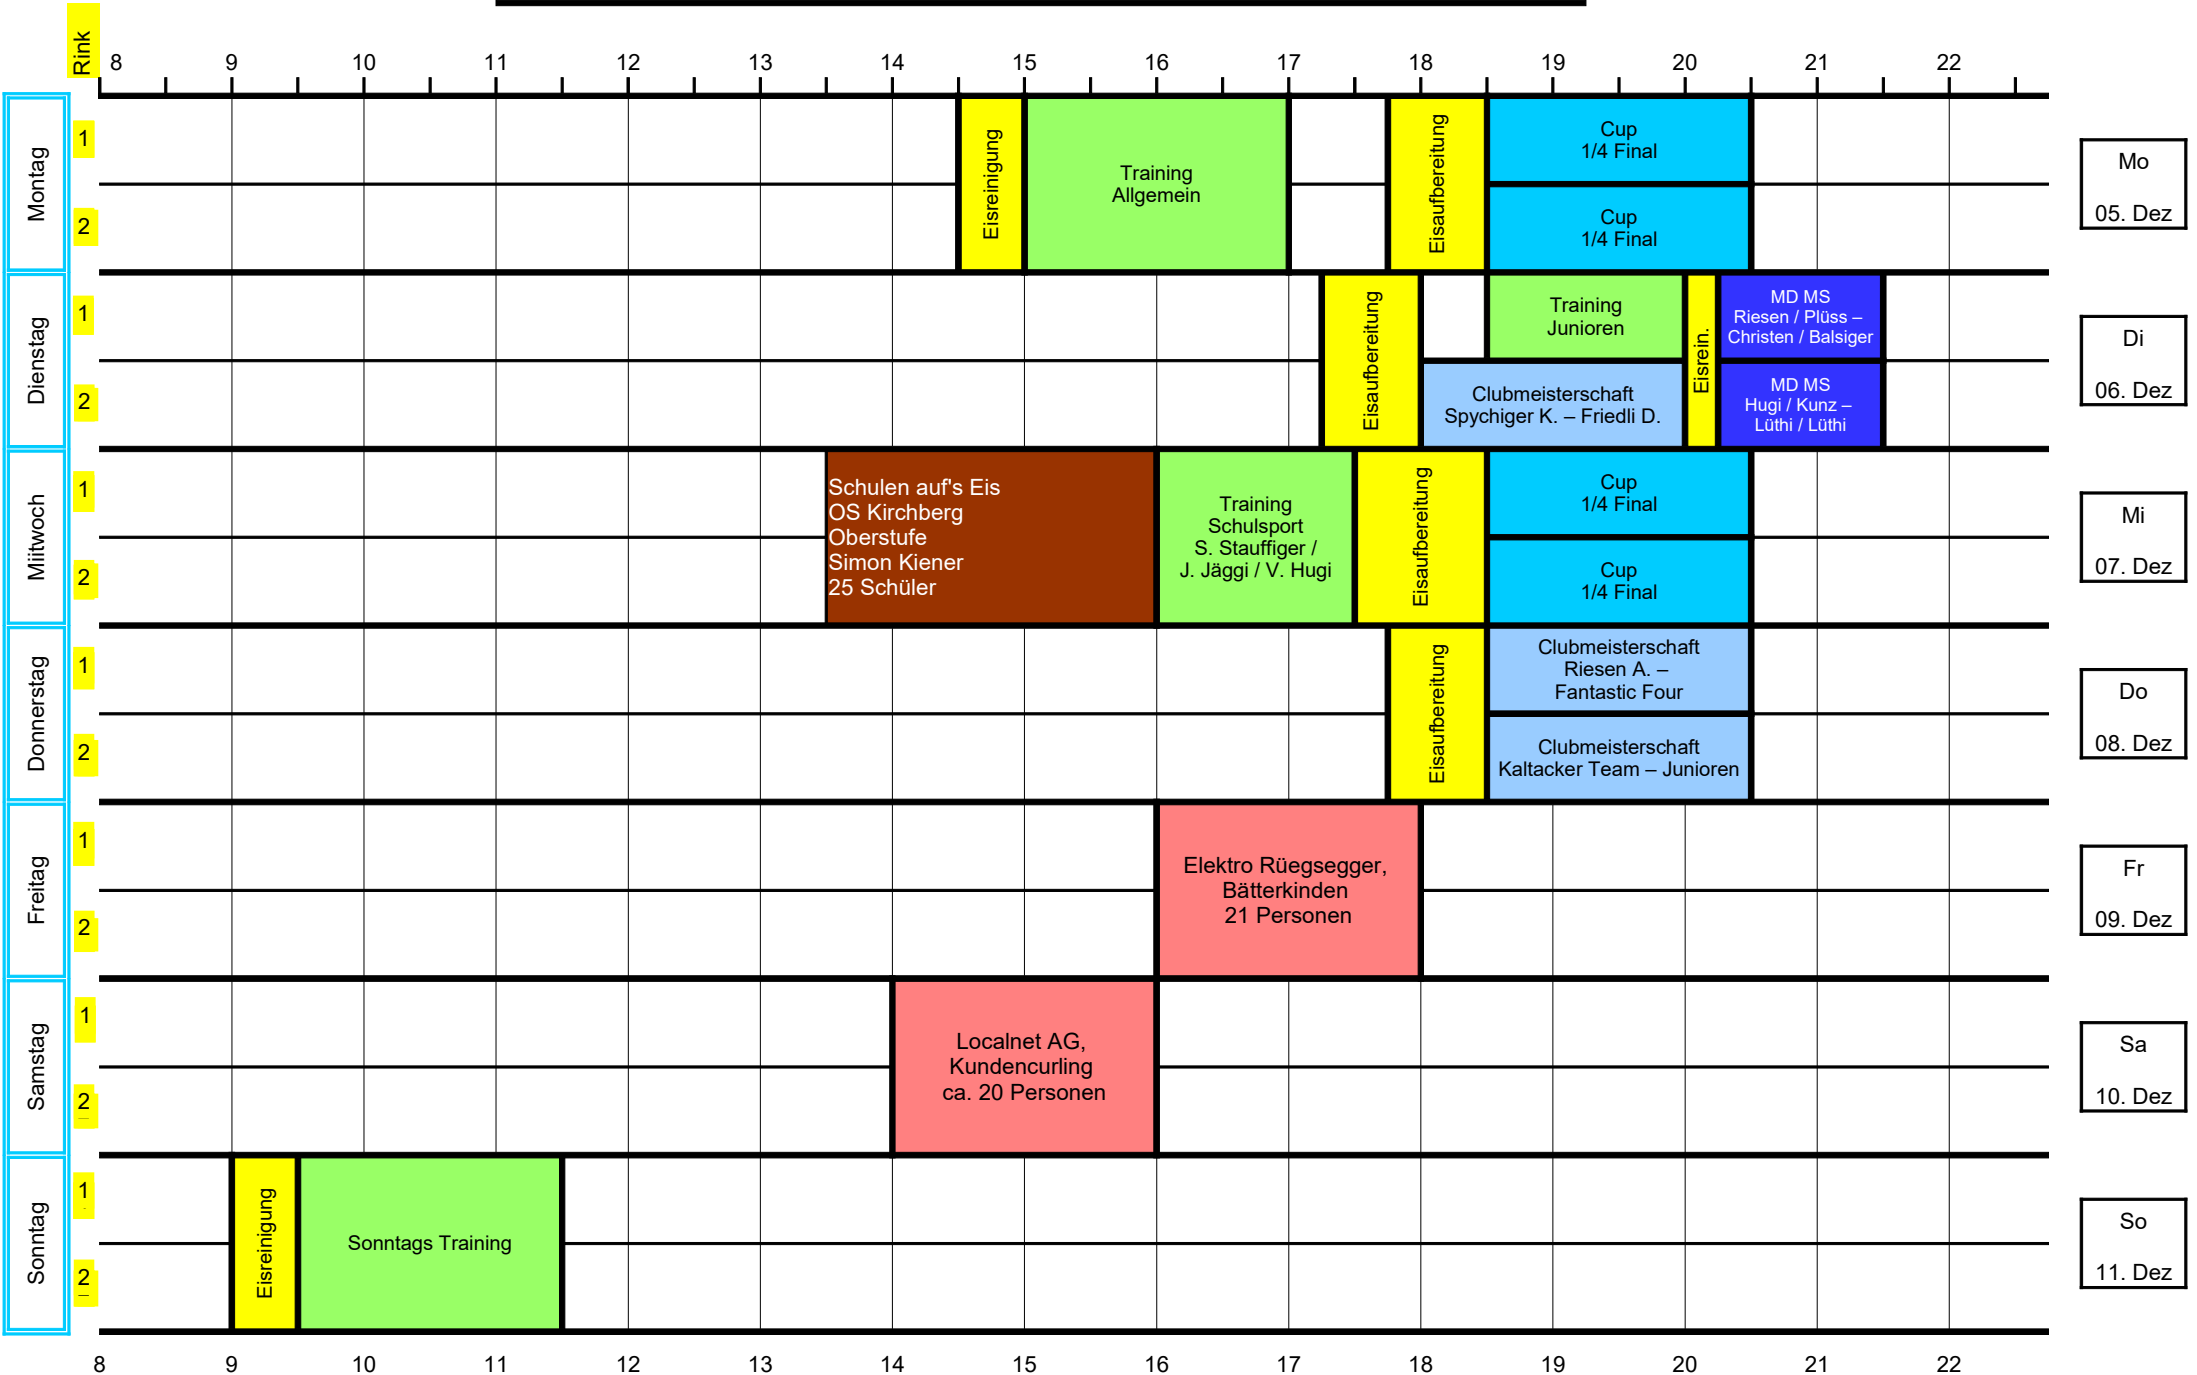 Rink
8 9 10 11 12 13 14 15 16 17 18 19 20 21 22
Montag
1
2
Eisreinigung
Training
Allgemein
Eisaufbereitung
Cup
1/4 Final
Cup
1/4 Final
Mo
05. Dez
Dienstag
1
2
Eisaufbereitung
Training
Junioren
Clubmeisterschaft
Spychiger K. – Friedli D.
Eisrein.
MD MS
Riesen / Plüss –
Christen / Balsiger
MD MS
Hugi / Kunz –
Lüthi / Lüthi
Di
06. Dez
Miitwoch
1
2
Schulen auf's Eis
OS Kirchberg
Oberstufe
Simon Kiener
25 Schüler
Training
Schulsport
S. Stauffiger /
J. Jäggi / V. Hugi
Eisaufbereitung
Cup
1/4 Final
Cup
1/4 Final
Mi
07. Dez
Donnerstag
1
2
Eisaufbereitung
Clubmeisterschaft
Riesen A. –
Fantastic Four
Clubmeisterschaft
Kaltacker Team – Junioren
Do
08. Dez
Freitag
1
2
Elektro Rüegsegger,
Bätterkinden
21 Personen
Fr
09. Dez
Samstag
1
2
Localnet AG,
Kundencurling
ca. 20 Personen
Sa
10. Dez
Sonntag
1
2
Eisreinigung
Sonntags Training
So
11. Dez
8 9 10 11 12 13 14 15 16 17 18 19 20 21 22